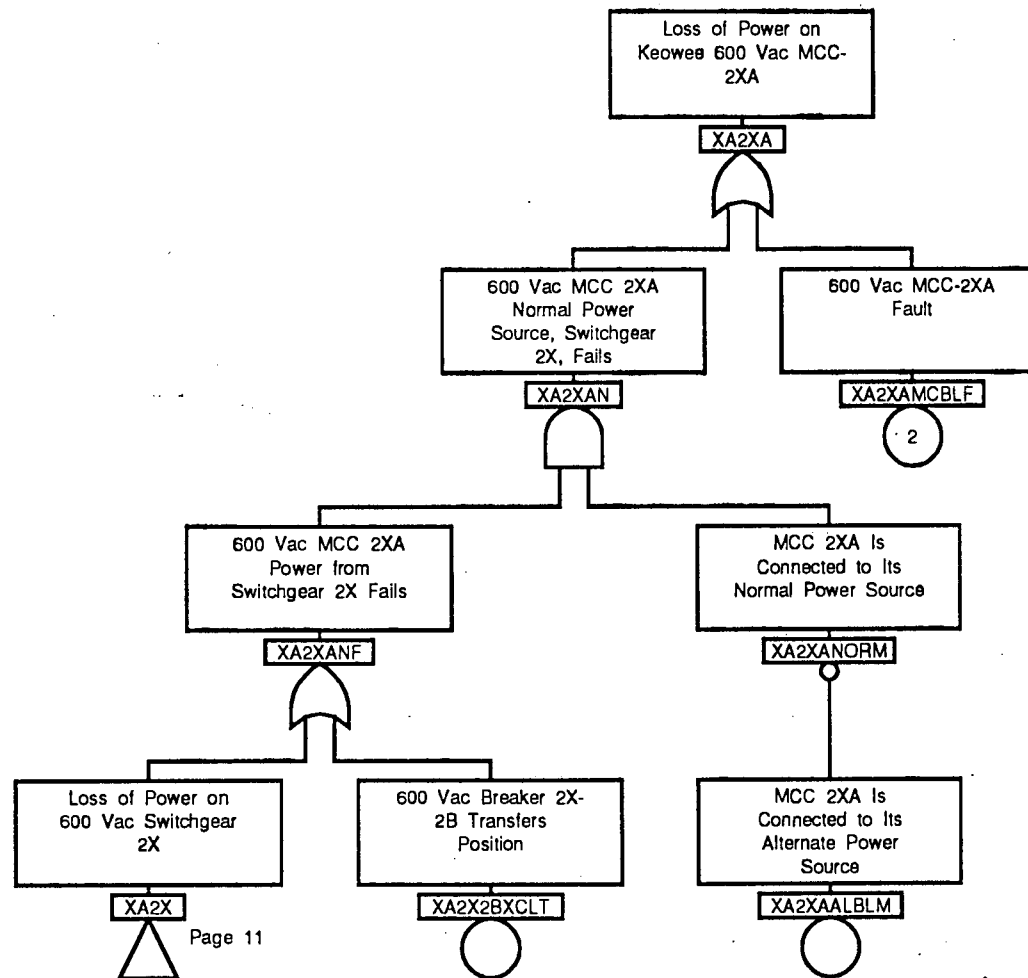 Loss of Power on
Keowee 600 Vac MCC-
2XA
XA2XA
600 Vac MCC 2XA
Normal Power
Source, Switchgear
2X, Fails
XA2XAN
600 Vac MCC-2XA
Fault
XA2XAMCBLF
2
600 Vac MCC 2XA
Power from
Switchgear 2X Fails
XA2XANF
MCC 2XA Is
Connected to Its
Normal Power Source
XA2XANORM
Loss of Power on
600 Vac Switchgear
2X
XA2X
Page 11
600 Vac Breaker 2X-
2B Transfers
Position
XA2X2BXCLT
MCC 2XA Is
Connected to Its
Alternate Power
Source
XA2XAALBLM